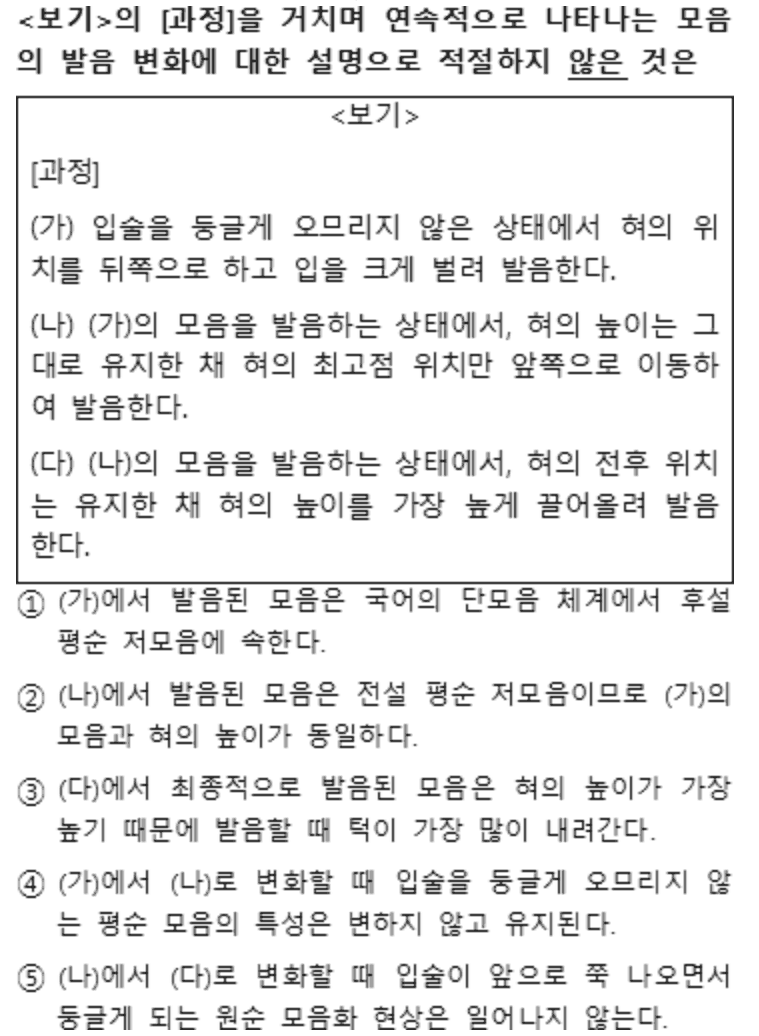 <보기>의 [과정]을 거치며 연속적으로 나타나는 모음
의 발음 변화에 대한 설명으로 적절하지 않은 것은
<보기>
[과정]
(가) 입술을 둥글게 오므리지 않은 상태에서 혀의 위
치를 뒤쪽으로 하고 입을 크게 벌려 발음한다.
(나) (가)의 모음을 발음하는 상태에서, 혀의 높이는 그
대로 유지한 채 혀의 최고점 위치만 앞쪽으로 이동하
여 발음한다.
(다) (나)의 모음을 발음하는 상태에서, 혀의 전후 위치
는 유지한 채 혀의 높이를 가장 높게 끌어올려 발음
한다.
① (가)에서 발음된 모음은 국어의 단모음 체계에서 후설
평순 저모음에 속한다.
② (나)에서 발음된 모음은 전설 평순 저모음이므로 (가)의
모음과 혀의 높이가 동일하다.
③ (다)에서 최종적으로 발음된 모음은 혀의 높이가 가장
높기 때문에 발음할 때 턱이 가장 많이 내려간다.
④ (가)에서 (나)로 변화할 때 입술을 둥글게 오므리지 않
는 평순 모음의 특성은 변하지 않고 유지된다.
⑤ (나)에서 (다)로 변화할 때 입술이 앞으로 쭉 나오면서
둥글게 되는 원순 모음화 현상은 일어나지 않는다.